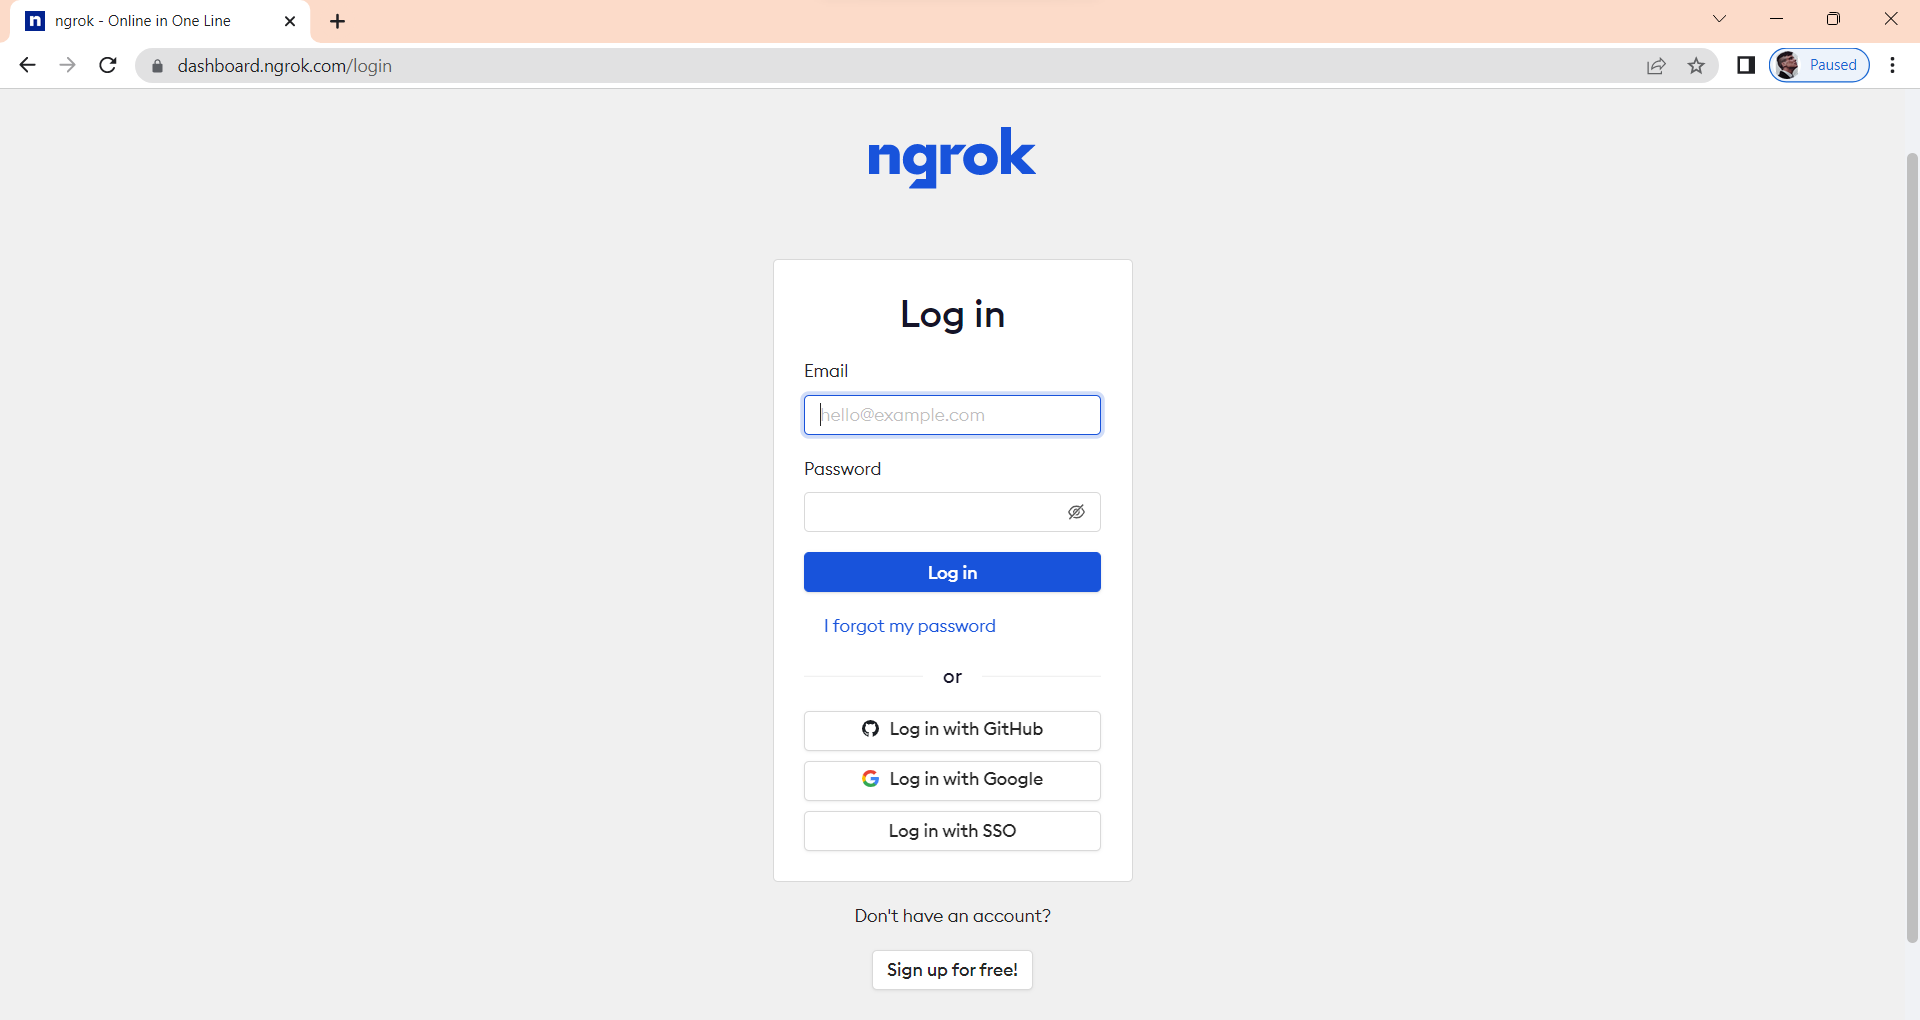 n ngrok - Online in One Line
dashboard.ngrok.com/login
Paused
ngrok
Log in
Email
hello@example.com
Password
Log in
I forgot my password
or
Log in with GitHub
Log in with Google
Log in with SSO
Don't have an account?
Sign up for free!